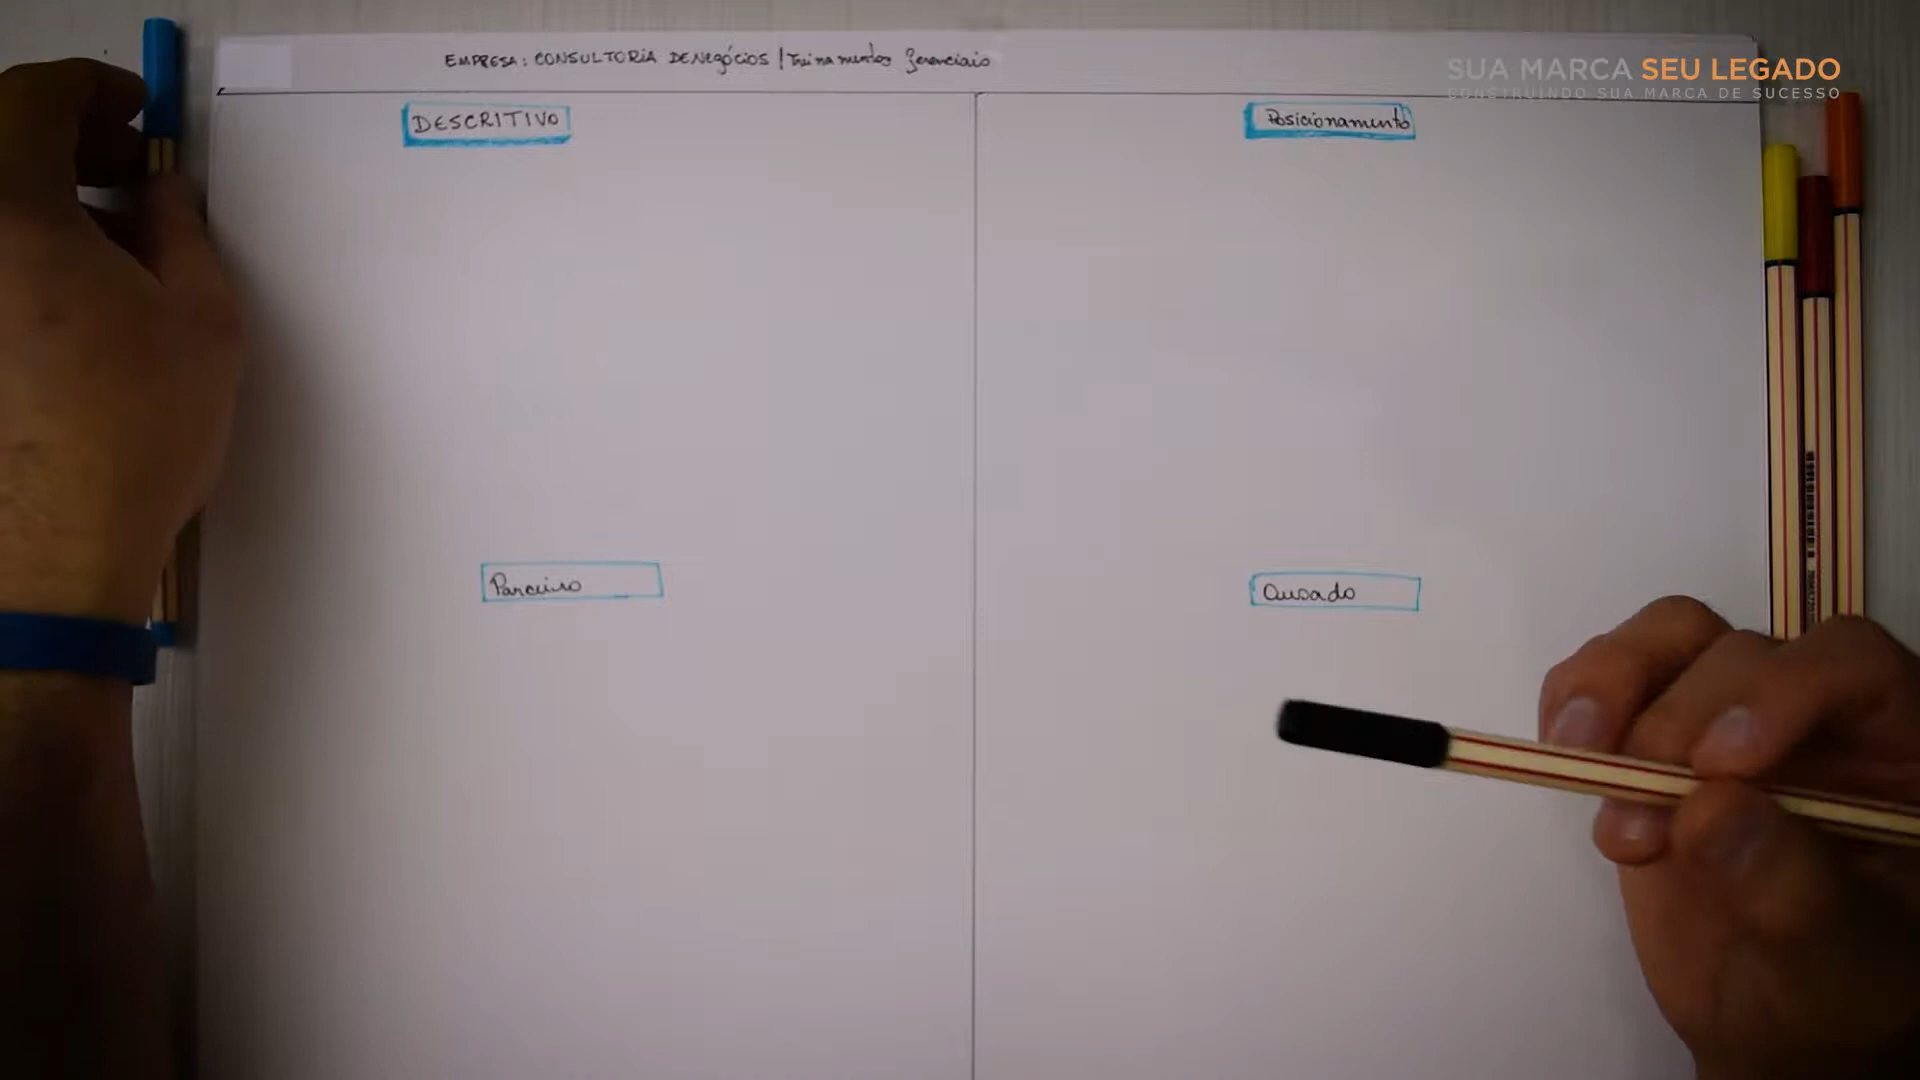 EMPRESA: CONSULTORIA DE NEGÓCIOS | Treinamentos Gerenciais
SUA MARCA SEU LEGADO
CONSTRUINDO SUA MARCA DE SUCESSO
DESCRITIVO
Posicionamento
Parceiro
Ousado